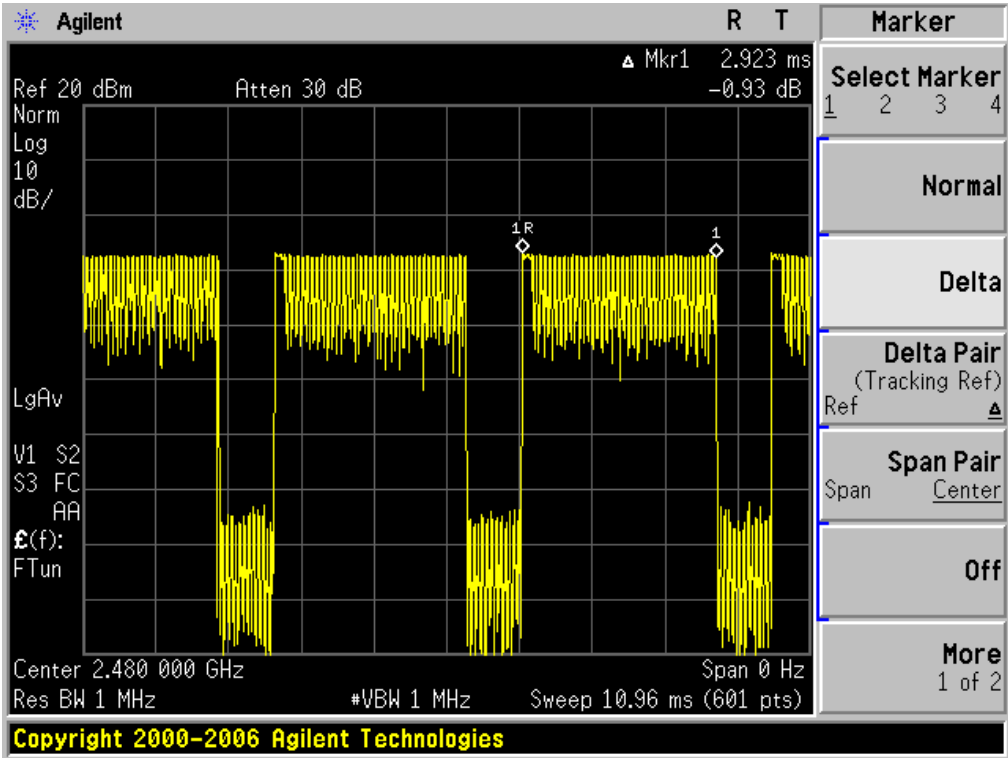 Agilent R T
Δ Mkr1 2.923 ms
Ref 20 dBm Atten 30 dB -0.93 dB
Norm
Log
10
dB/
1R
1
LgAv
V1 S2
S3 FC
AA
£(f):
FTun
Center 2.480 000 GHz Span 0 Hz
Res BW 1 MHz #VBW 1 MHz Sweep 10.96 ms (601 pts)
Copyright 2000-2006 Agilent Technologies
Marker
Select Marker
1 2 3 4
Normal
Delta
Delta Pair
(Tracking Ref)
Ref Δ
Span Pair
Span Center
Off
More
1 of 2